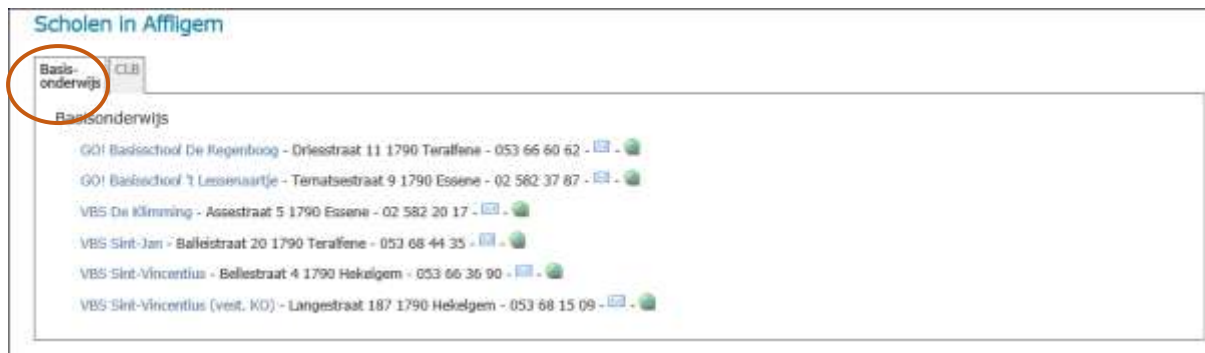 Scholen in Affligem
Basis-
onderwijs
CLB
Basisonderwijs
GO! Basisschool De Regenboog - Driesstraat 11 1790 Teralfene - 053 66 60 62 - -
GO! Basisschool 't Lessenaartje - Ternatsestraat 9 1790 Essene - 02 582 37 87 - -
VBS De Klimming - Assestraat 5 1790 Essene - 02 582 20 17 - -
VBS Sint-Jan - Balleistraat 20 1790 Teralfene - 053 68 44 35 - -
VBS Sint-Vincentius - Bellestraat 4 1790 Hekelgem - 053 66 36 90 - -
VBS Sint-Vincentius (vest. KO) - Langestraat 187 1790 Hekelgem - 053 68 15 09 - -